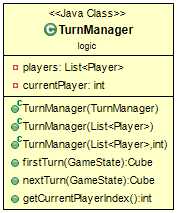 <<Java Class>>
TurnManager
logic
players: List<Player>
currentPlayer: int
TurnManager(TurnManager)
TurnManager(List<Player>)
TurnManager(List<Player>,int)
firstTurn(GameState):Cube
nextTurn(GameState):Cube
getCurrentPlayerIndex():int